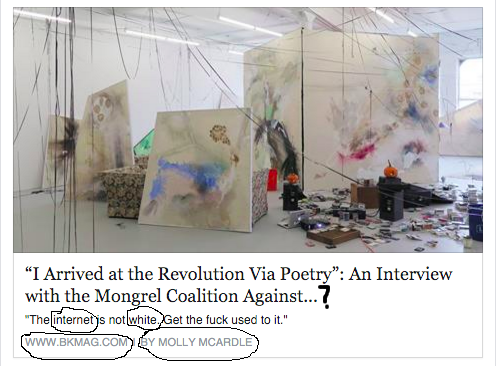 “I Arrived at the Revolution Via Poetry”: An Interview
with the Mongrel Coalition Against...?
"The internet is not white. Get the fuck used to it."
WWW.BKMAG.COM | BY MOLLY MCARDLE